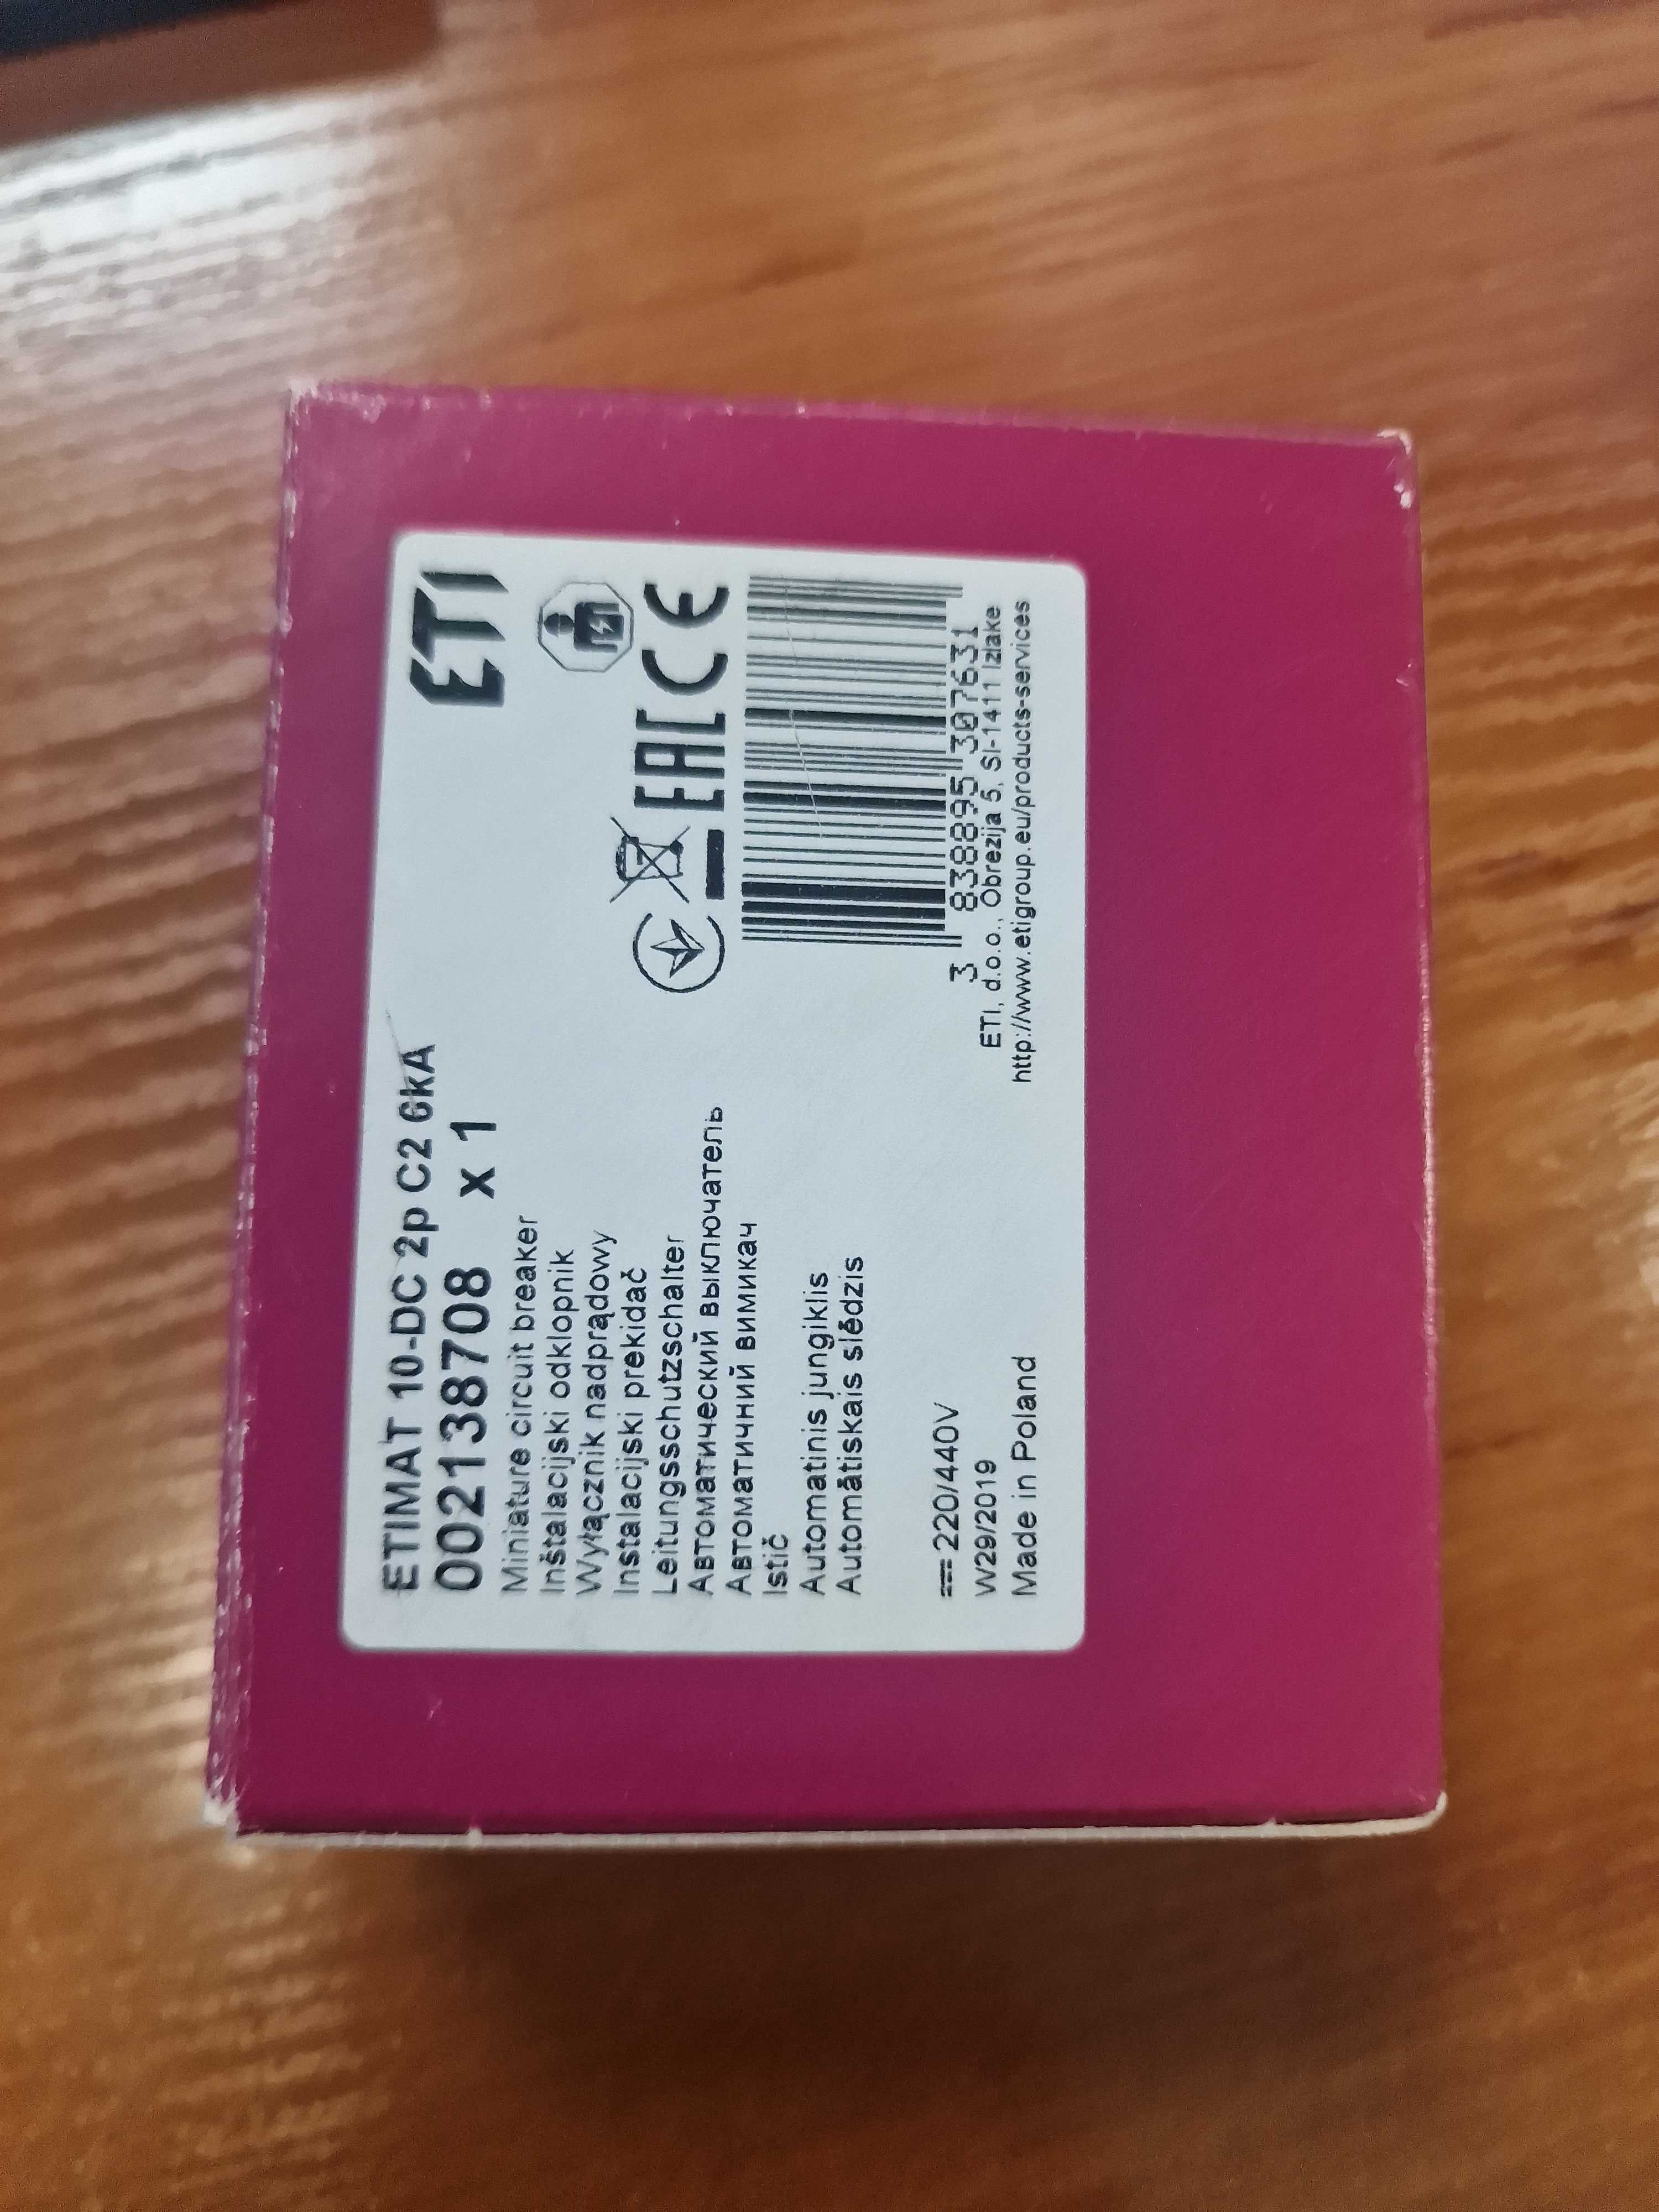 ETIMAT 10-DC 2p C2 6kA
ETI
002138708 x 1
Miniature circuit breaker
Inštalacijski odklopnik
Wyłącznik nadprądowy
Instalacijski prekidač
Leitungsschutzschalter
Автоматический выключатель
Автоматичний вимикач
Istič
Automatinis jungiklis
Automātiskais slēdzis
EAC CE
3 838895 307631
ETI, d.o.o., Obrezija 5, SI-1411 Izlake
http://www.etigroup.eu/products-services
220/440V
W29/2019
Made in Poland